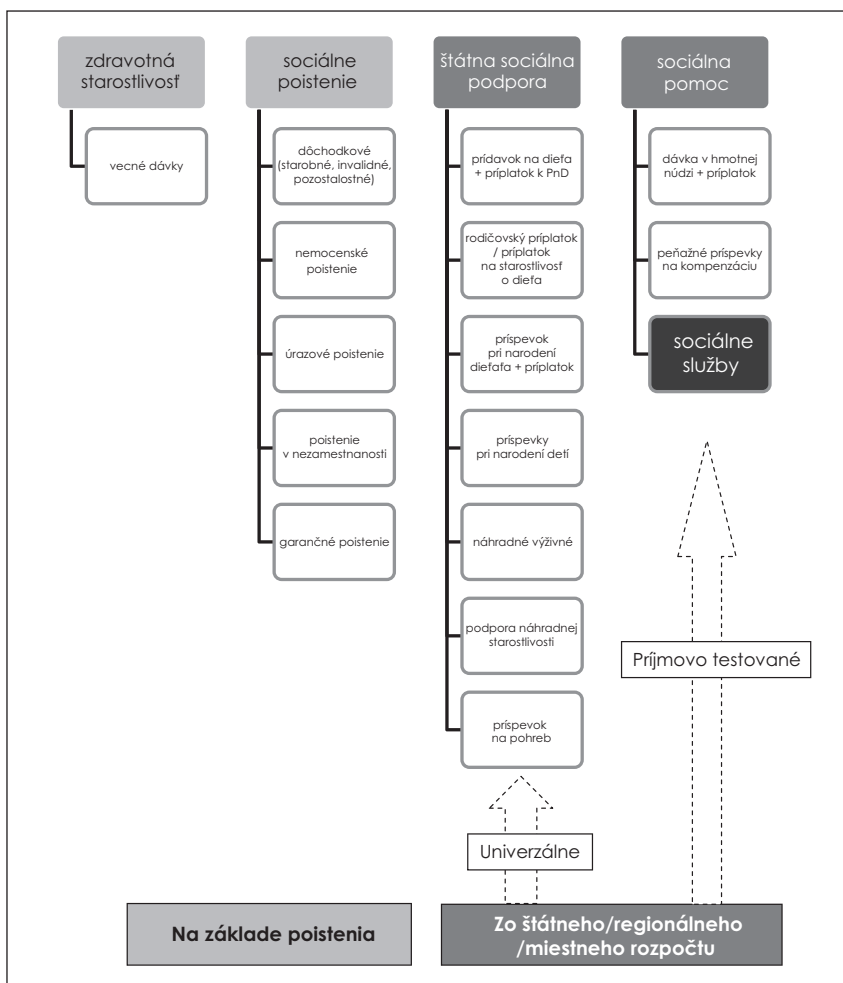 zdravotná
starostlivosť
vecné dávky
sociálne
poistenie
dôchodkové
(starobné, invalidné,
pozostalostné)
nemocenské
poistenie
úrazové poistenie
poistenie
v nezamestnanosti
garančné poistenie
štátna sociálna
podpora
prídavok na dieťa
+ príplatok k PnD
rodičovský príplatok
/ príplatok
na starostlivosť
o dieťa
príspevok
pri narodení
dieťaťa + príplatok
príspevky
pri narodení detí
náhradné výživné
podpora náhradnej
starostlivosti
príspevok
na pohreb
sociálna
pomoc
dávka v hmotnej
núdzi + príplatok
peňažné príspevky
na kompenzáciu
sociálne
služby
Príjmovo testované
Univerzálne
Na základe poistenia
Zo štátneho/regionálneho
/miestneho rozpočtu